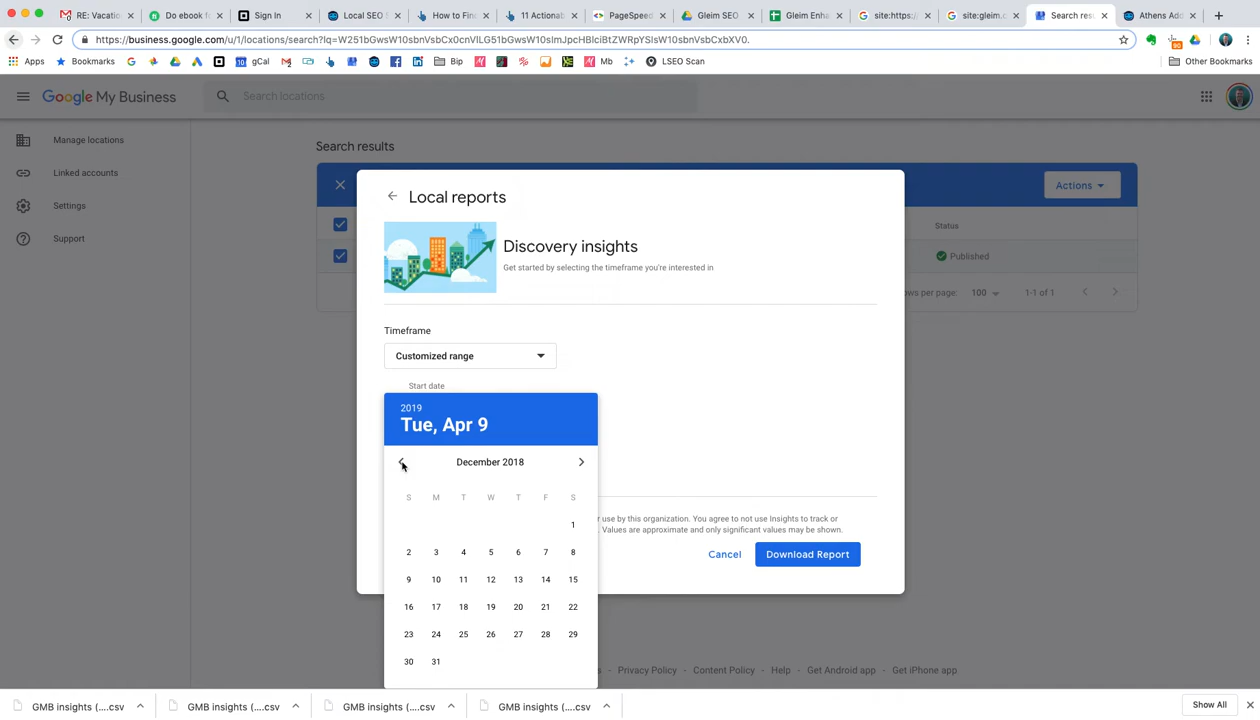 RE: Vacatio
Do ebook f
Sign In
Local SEO S
How to Fin
11 Actionab
PageSpeed
Gleim SEO
Gleim Enha
site:https:/
site:gleim.c
Search resu
Athens Add
https://business.google.com/u/1/locations/search?lq=W251bGwsW10sbnVsbCx0cnVlLG51bGwsW10sImJpcHBlciBtZWRpYSIsW10sbnVsbCxbXV0.
Apps
Bookmarks
10
gCal
Bip
Mb
LSEO Scan
90
Other Bookmarks
Google My Business
Search locations
Manage locations
Linked accounts
Settings
Support
Search results
Actions
Status
Published
ows per page: 100
1-1 of 1
Local reports
Discovery insights
Get started by selecting the timeframe you're interested in
Timeframe
Customized range
Start date
2019
Tue, Apr 9
December 2018
S M T W T F S
1
2 3 4 5 6 7 8
9 10 11 12 13 14 15
16 17 18 19 20 21 22
23 24 25 26 27 28 29
30 31
r use by this organization. You agree to not use Insights to track or
. Values are approximate and only significant values may be shown.
Cancel
Download Report
s - Privacy Policy - Content Policy - Help - Get Android app - Get iPhone app
GMB insights (....csv
GMB insights (....csv
GMB insights (....csv
GMB insights (....csv
Show All